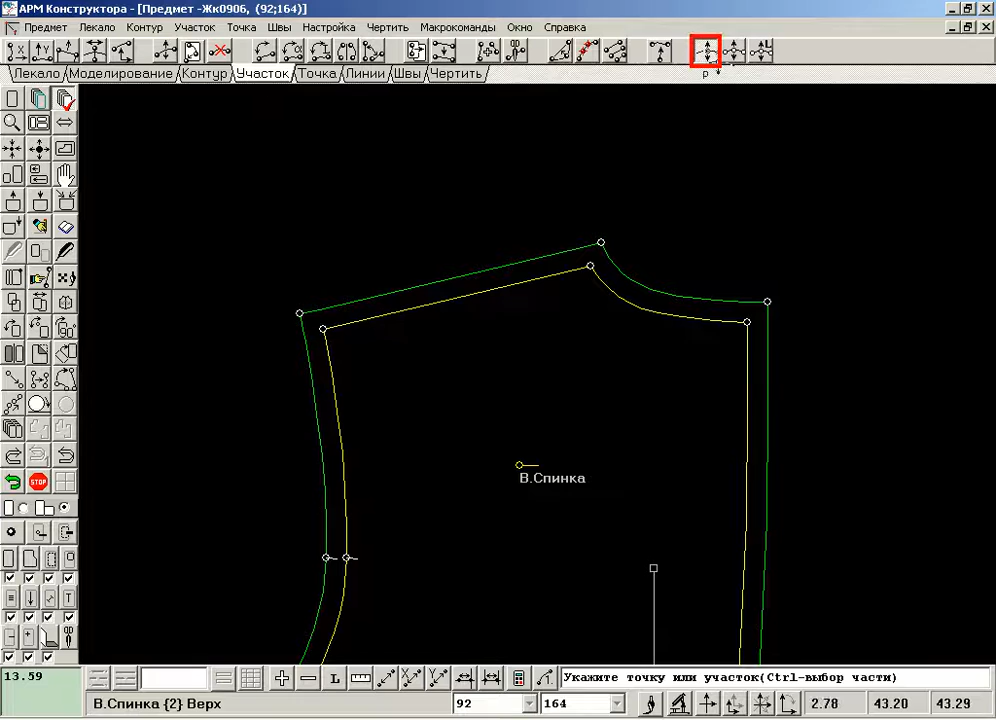 АРМ Конструктора - [Предмет -Жк0906, (92;164)]
Предмет Лекало Контур Участок Точка Швы Настройка Чертить Макрокоманды Окно Справка
р
Лекало Моделирование Контур Участок Точка Линии Швы Чертить
В.Спинка
13.59
L
Укажите точку или участок(Ctrl-выбор части)
В.Спинка {2} Верх
92
164
2.78
43.20
43.29